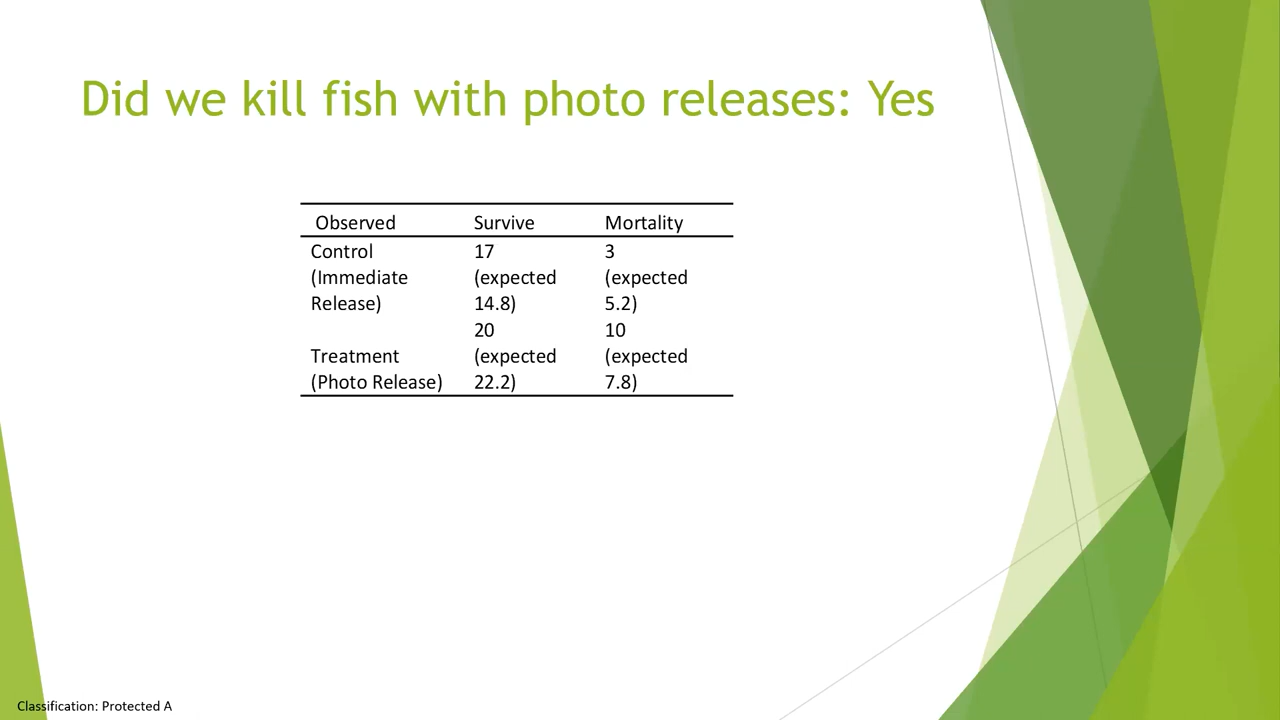 Did we kill fish with photo releases: Yes
Observed Survive Mortality
Control 17 3
(Immediate (expected (expected
Release) 14.8) 5.2)
20 10
Treatment (expected (expected
(Photo Release) 22.2) 7.8)
Classification: Protected A